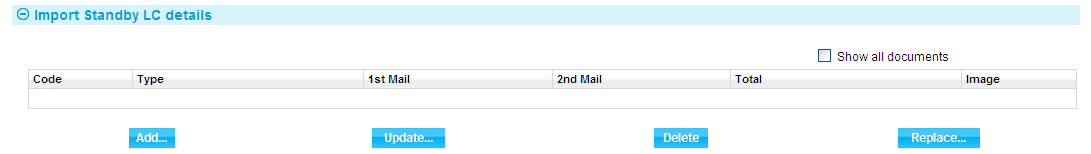 Import Standby LC details
Show all documents
Code Type 1st Mail 2nd Mail Total Image
Add... Update... Delete Replace...